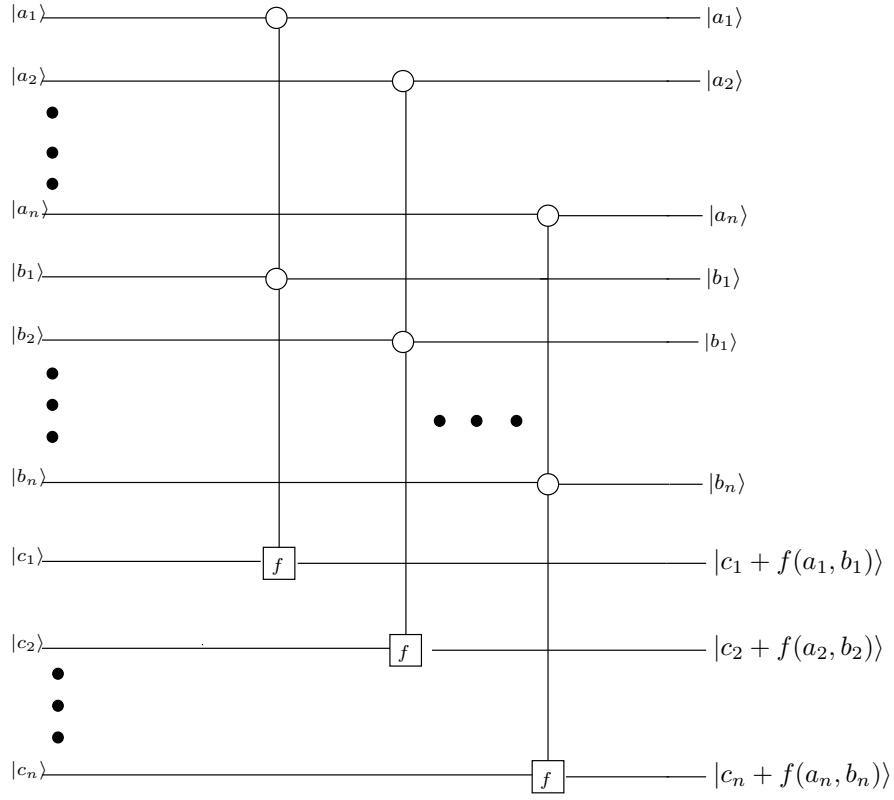 |a₁⟩ |a₁⟩
|a₂⟩ |a₂⟩
|aₙ⟩ |aₙ⟩
|b₁⟩ |b₁⟩
|b₂⟩ |b₁⟩
|bₙ⟩ |bₙ⟩
|c₁⟩ f |c₁ + f(a₁, b₁)⟩
|c₂⟩ f |c₂ + f(a₂, b₂)⟩
|cₙ⟩ f |cₙ + f(aₙ, bₙ)⟩